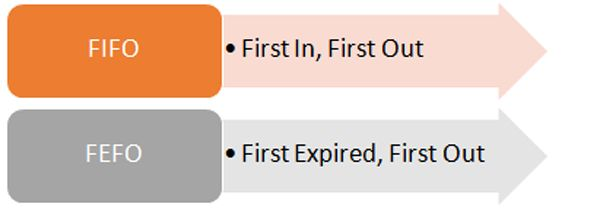 FIFO
• First In, First Out
FEFO
• First Expired, First Out